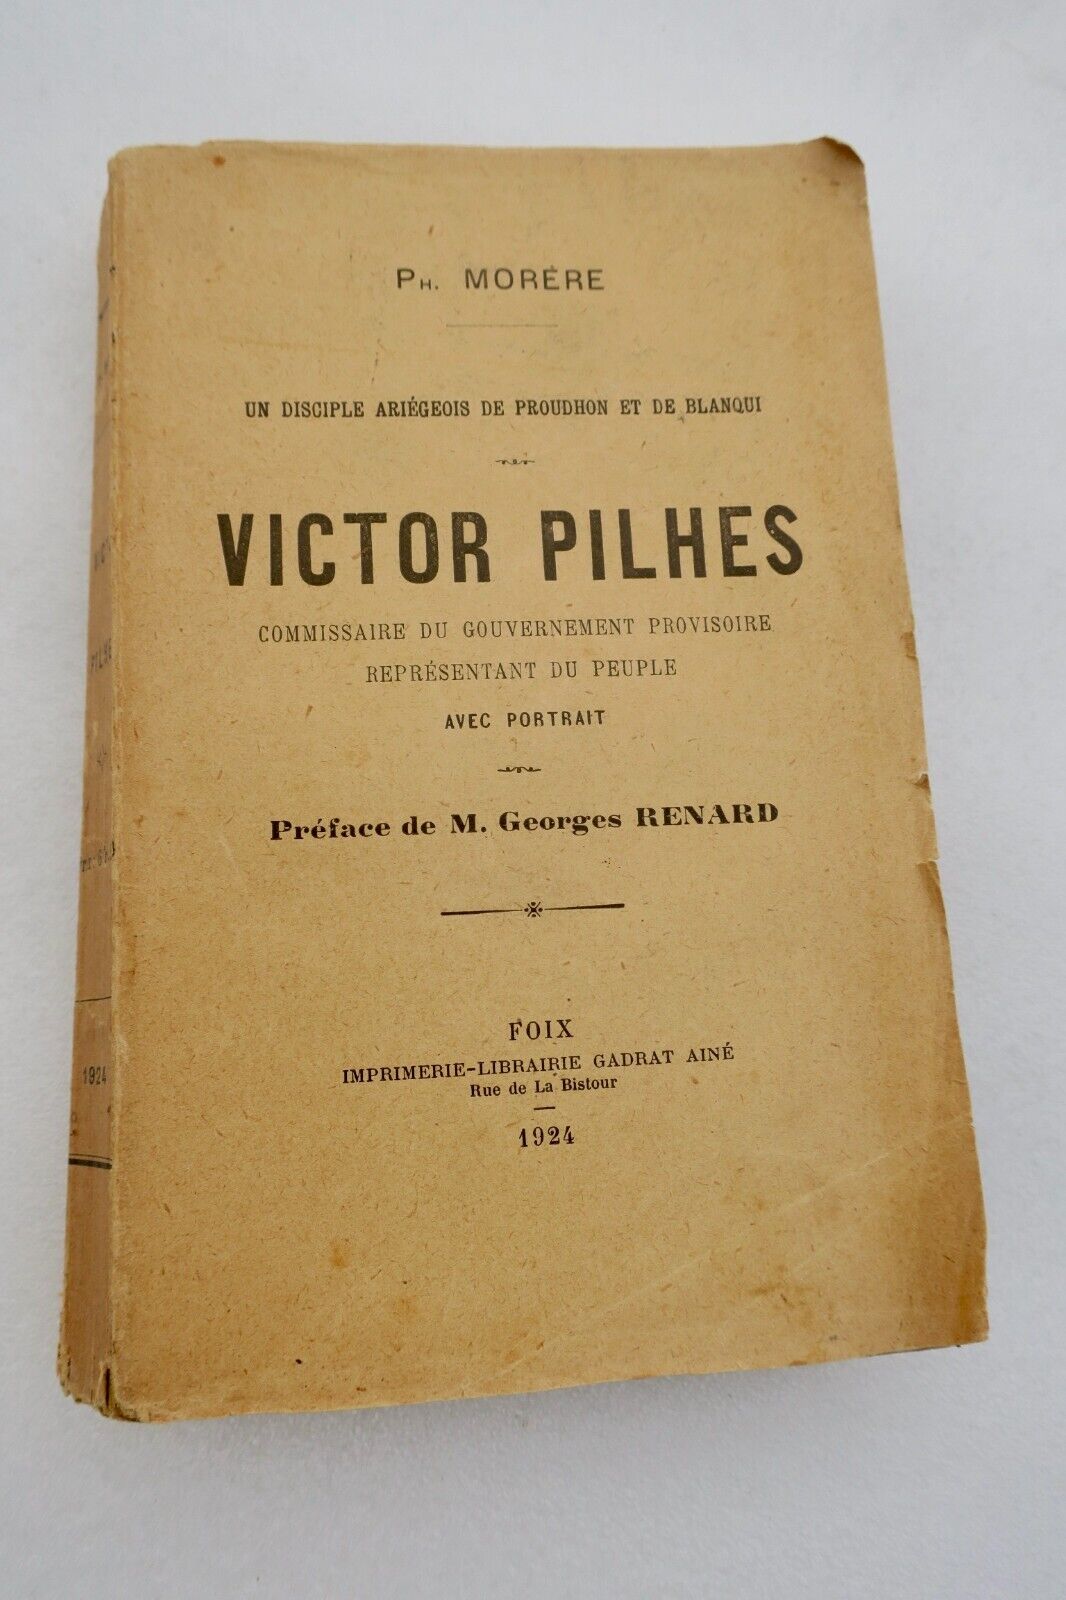 Ph. MORÈRE
UN DISCIPLE ARIÉGEOIS DE PROUDHON ET DE BLANQUI
VICTOR PILHES
COMMISSAIRE DU GOUVERNEMENT PROVISOIRE
REPRÉSENTANT DU PEUPLE
AVEC PORTRAIT
Préface de M. Georges RENARD
FOIX
IMPRIMERIE-LIBRAIRIE GADRAT AINÉ
Rue de La Bistour
1924
1924